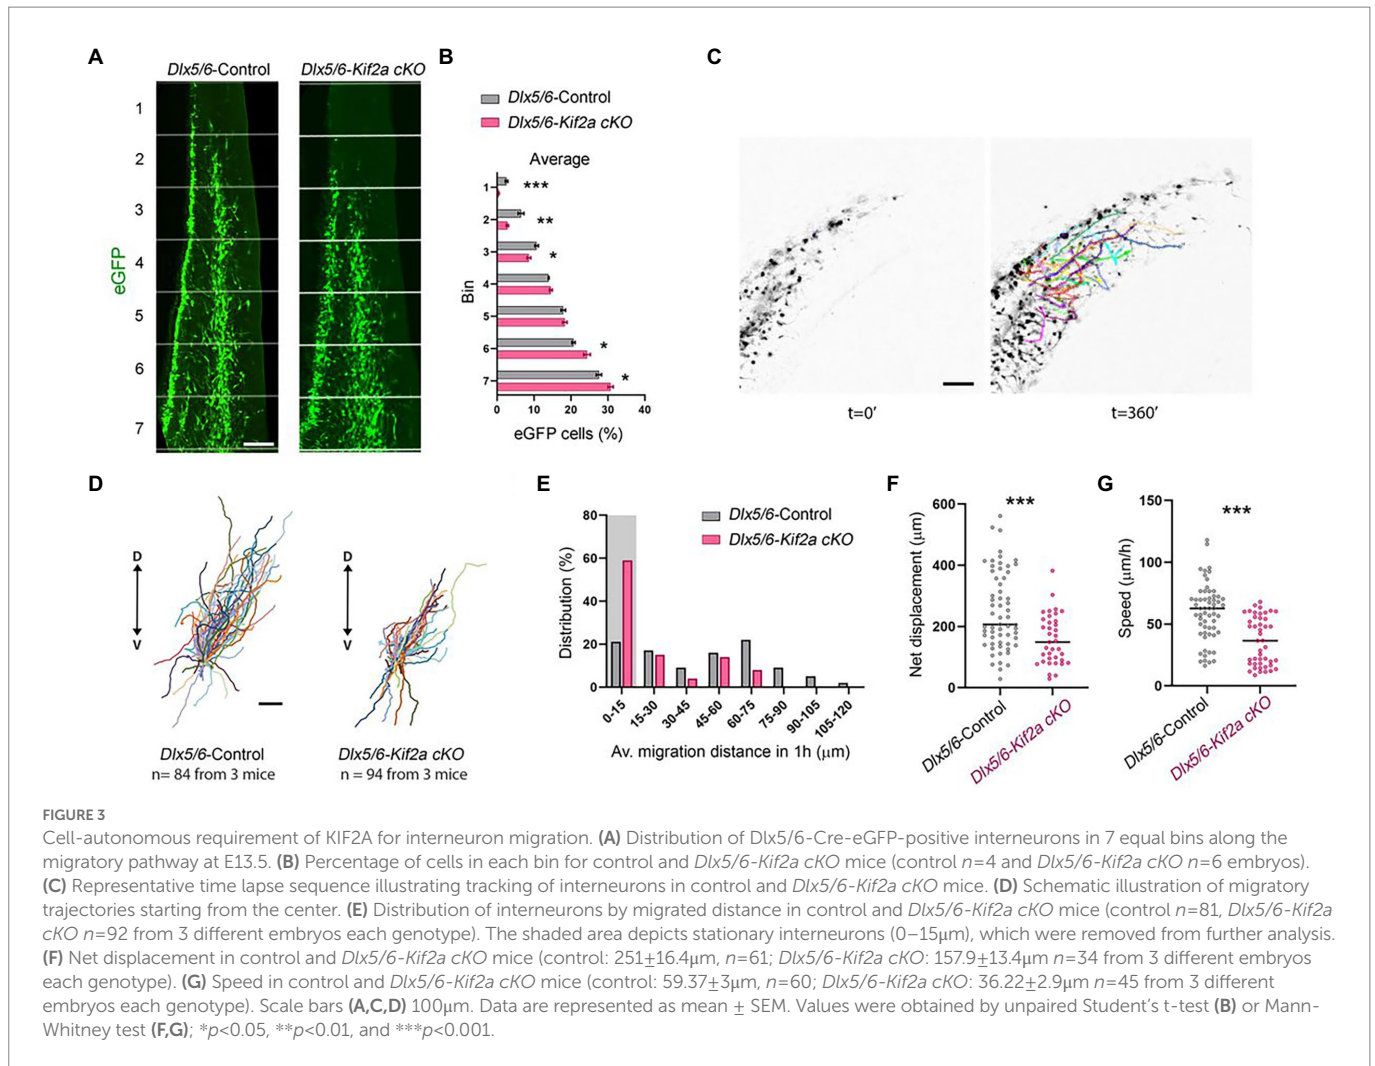 A
Dlx5/6-Control
Dlx5/6-Kif2a cKO
eGFP
1
2
3
4
5
6
7
B
Dlx5/6-Control
Dlx5/6-Kif2a cKO
Average
Bin
1
***
2
**
3
*
4
5
6
*
7
*
0 10 20 30 40
eGFP cells (%)
C
t=0'
t=360'
D
D
V
D
V
Dlx5/6-Control
n= 84 from 3 mice
Dlx5/6-Kif2a cKO
n = 94 from 3 mice
E
Dlx5/6-Control
Dlx5/6-Kif2a cKO
Distribution (%)
80
60
40
20
0
0-15 15-30 30-45 45-60 60-75 75-90 90-105 105-120
Av. migration distance in 1h (μm)
F
Net displacement (μm)
600
400
200
0
***
Dlx5/6-Control
Dlx5/6-Kif2a cKO
G
Speed (μm/h)
150
100
50
0
***
Dlx5/6-Control
Dlx5/6-Kif2a cKO
FIGURE 3
Cell-autonomous requirement of KIF2A for interneuron migration. (A) Distribution of Dlx5/6-Cre-eGFP-positive interneurons in 7 equal bins along the
migratory pathway at E13.5. (B) Percentage of cells in each bin for control and Dlx5/6-Kif2a cKO mice (control n=4 and Dlx5/6-Kif2a cKO n=6 embryos).
(C) Representative time lapse sequence illustrating tracking of interneurons in control and Dlx5/6-Kif2a cKO mice. (D) Schematic illustration of migratory
trajectories starting from the center. (E) Distribution of interneurons by migrated distance in control and Dlx5/6-Kif2a cKO mice (control n=81, Dlx5/6-Kif2a
cKO n=92 from 3 different embryos each genotype). The shaded area depicts stationary interneurons (0–15μm), which were removed from further analysis.
(F) Net displacement in control and Dlx5/6-Kif2a cKO mice (control: 251±16.4μm, n=61; Dlx5/6-Kif2a cKO: 157.9±13.4μm n=34 from 3 different embryos
each genotype). (G) Speed in control and Dlx5/6-Kif2a cKO mice (control: 59.37±3μm, n=60; Dlx5/6-Kif2a cKO: 36.22±2.9μm n=45 from 3 different
embryos each genotype). Scale bars (A,C,D) 100μm. Data are represented as mean ± SEM. Values were obtained by unpaired Student's t-test (B) or Mann-
Whitney test (F,G); *p<0.05, **p<0.01, and ***p<0.001.